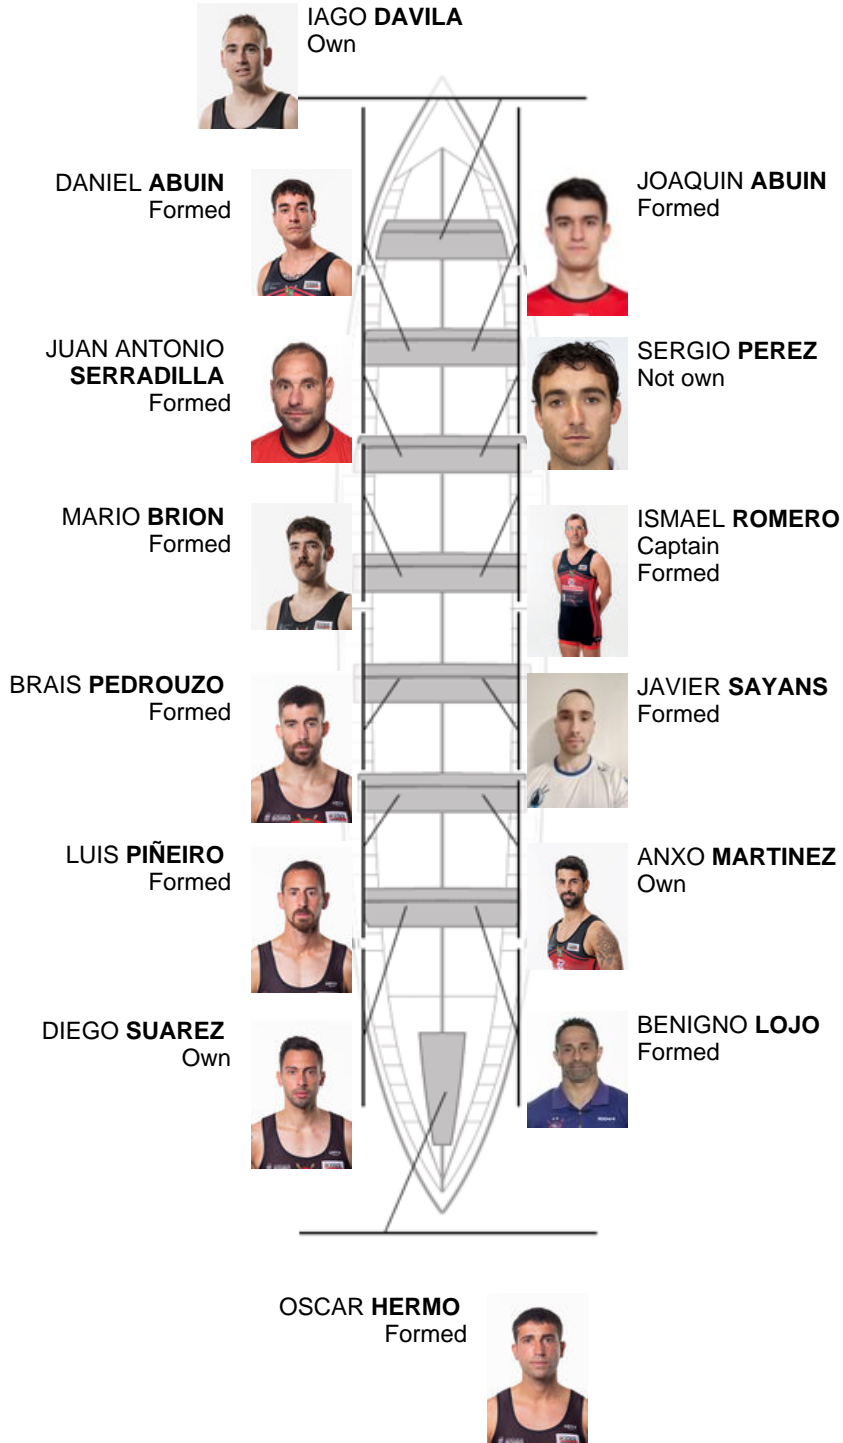 IAGO DAVILA
Own
DANIEL ABUIN
Formed
JOAQUIN ABUIN
Formed
JUAN ANTONIO
SERRADILLA
Formed
SERGIO PEREZ
Not own
MARIO BRION
Formed
ISMAEL ROMERO
Captain
Formed
BRAIS PEDROUZO
Formed
JAVIER SAYANS
Formed
LUIS PIÑEIRO
Formed
ANXO MARTINEZ
Own
DIEGO SUAREZ
Own
BENIGNO LOJO
Formed
OSCAR HERMO
Formed